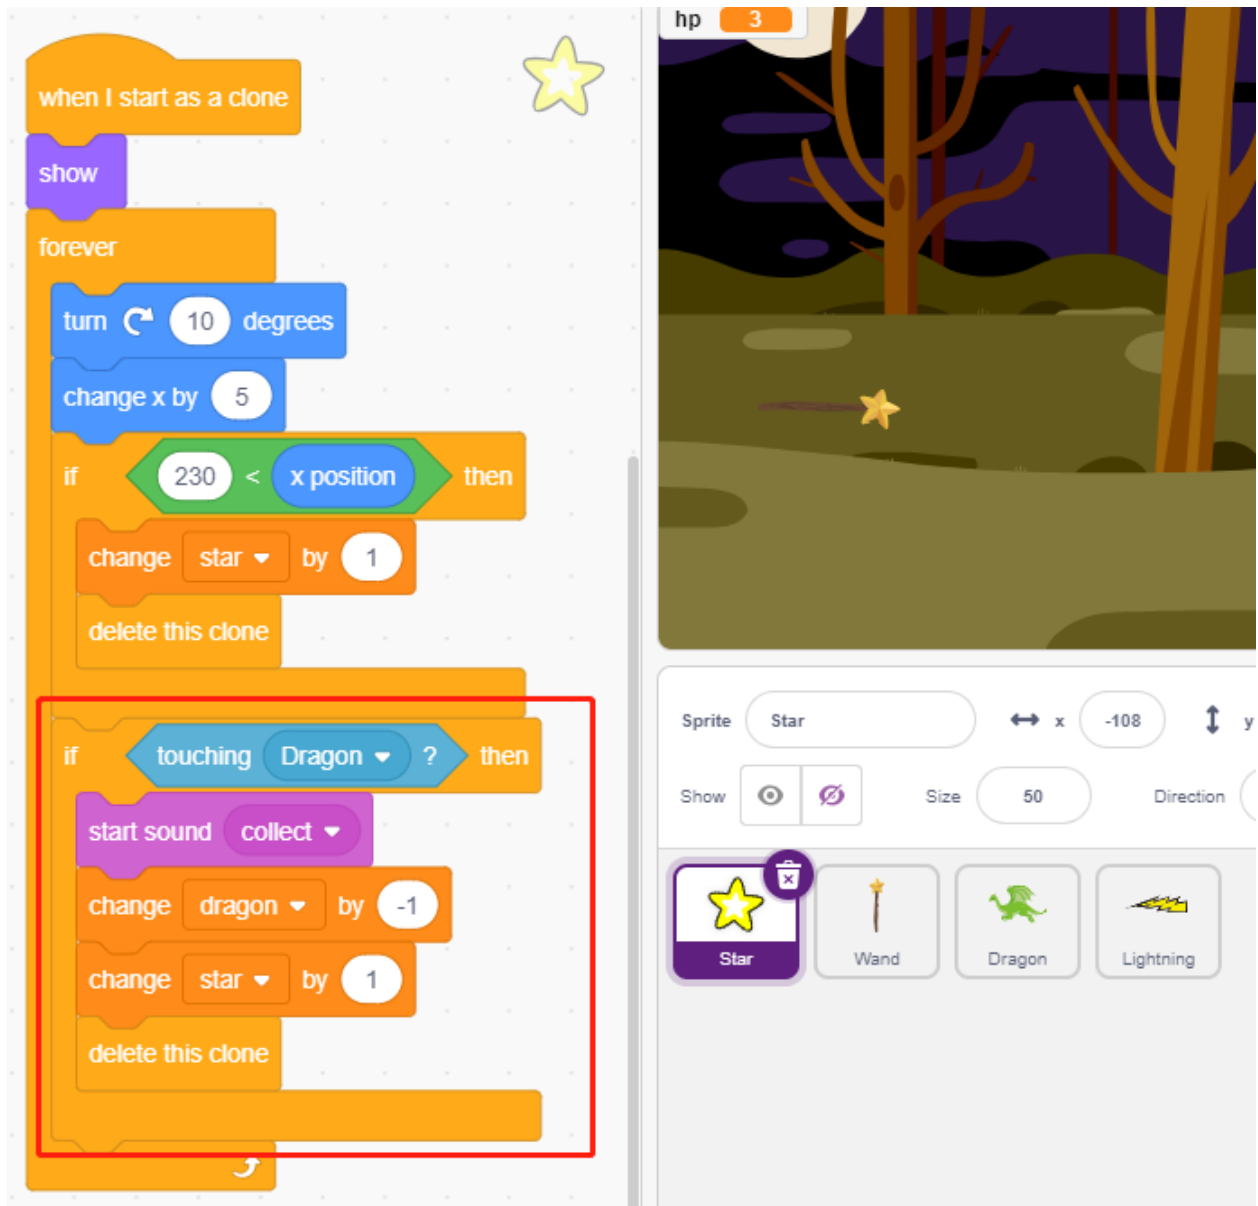 when I start as a clone
show
forever
turn 10 degrees
change x by 5
if 230 < x position then
change star by 1
delete this clone
if touching Dragon ? then
start sound collect
change dragon by -1
change star by 1
delete this clone
hp 3
Sprite Star x -108 y
Show Size 50 Direction
Star Wand Dragon Lightning